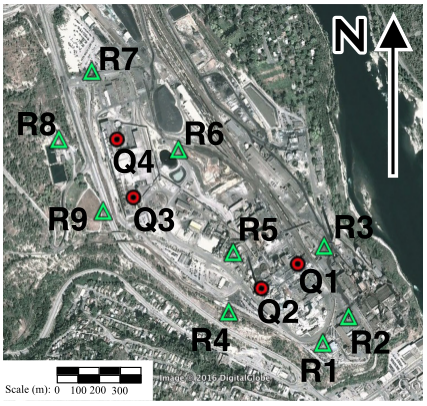 N
R7
R8
R6
Q4
Q3
R9
R5
R3
Q1
Q2
R4
R2
R1
Scale (m): 0 100 200 300
Image © 2016 DigitalGlobe